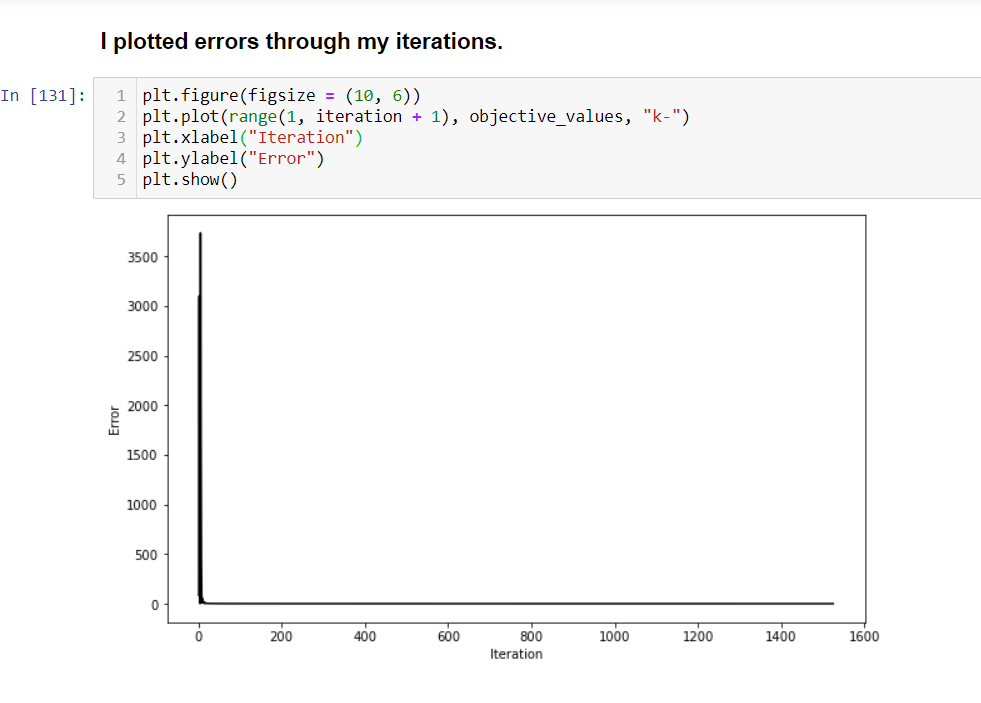 I plotted errors through my iterations.
In [131]:
1 plt.figure(figsize = (10, 6))
2 plt.plot(range(1, iteration + 1), objective_values, "k-")
3 plt.xlabel("Iteration")
4 plt.ylabel("Error")
5 plt.show()
3500
3000
2500
2000
1500
1000
500
0
Error
0 200 400 600 800 1000 1200 1400 1600
Iteration